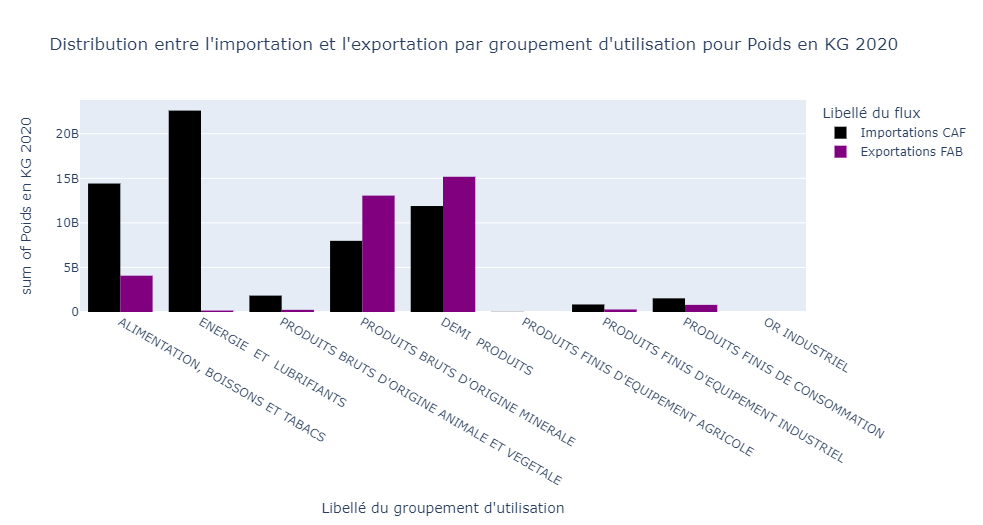 Distribution entre l'importation et l'exportation par groupement d'utilisation pour Poids en KG 2020
Libellé du flux
Importations CAF
Exportations FAB
sum of Poids en KG 2020
20B
15B
10B
5B
0
ALIMENTATION, BOISSONS ET TABACS
ENERGIE  ET  LUBRIFIANTS
PRODUITS BRUTS D'ORIGINE ANIMALE ET VEGETALE
PRODUITS BRUTS D'ORIGINE MINERALE
DEMI  PRODUITS
PRODUITS FINIS D'EQUIPEMENT AGRICOLE
PRODUITS FINIS D'EQUIPEMENT INDUSTRIEL
PRODUITS FINIS DE CONSOMMATION
OR INDUSTRIEL
Libellé du groupement d'utilisation